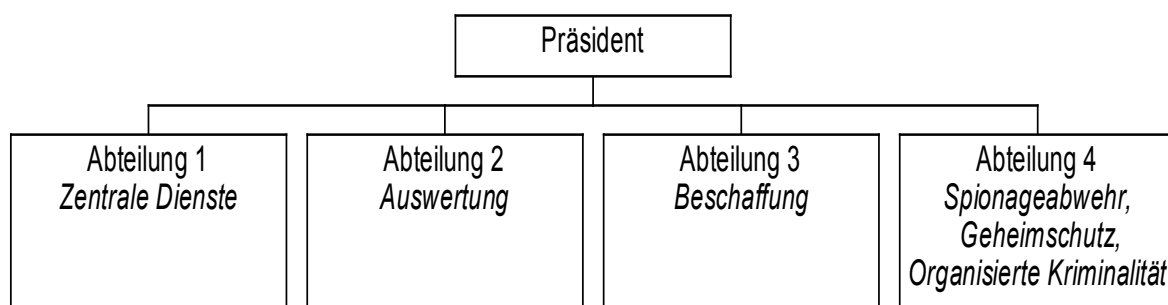 Präsident
Abteilung 1
Zentrale Dienste
Abteilung 2
Auswertung
Abteilung 3
Beschaffung
Abteilung 4
Spionageabwehr,
Geheimschutz,
Organisierte Kriminalität